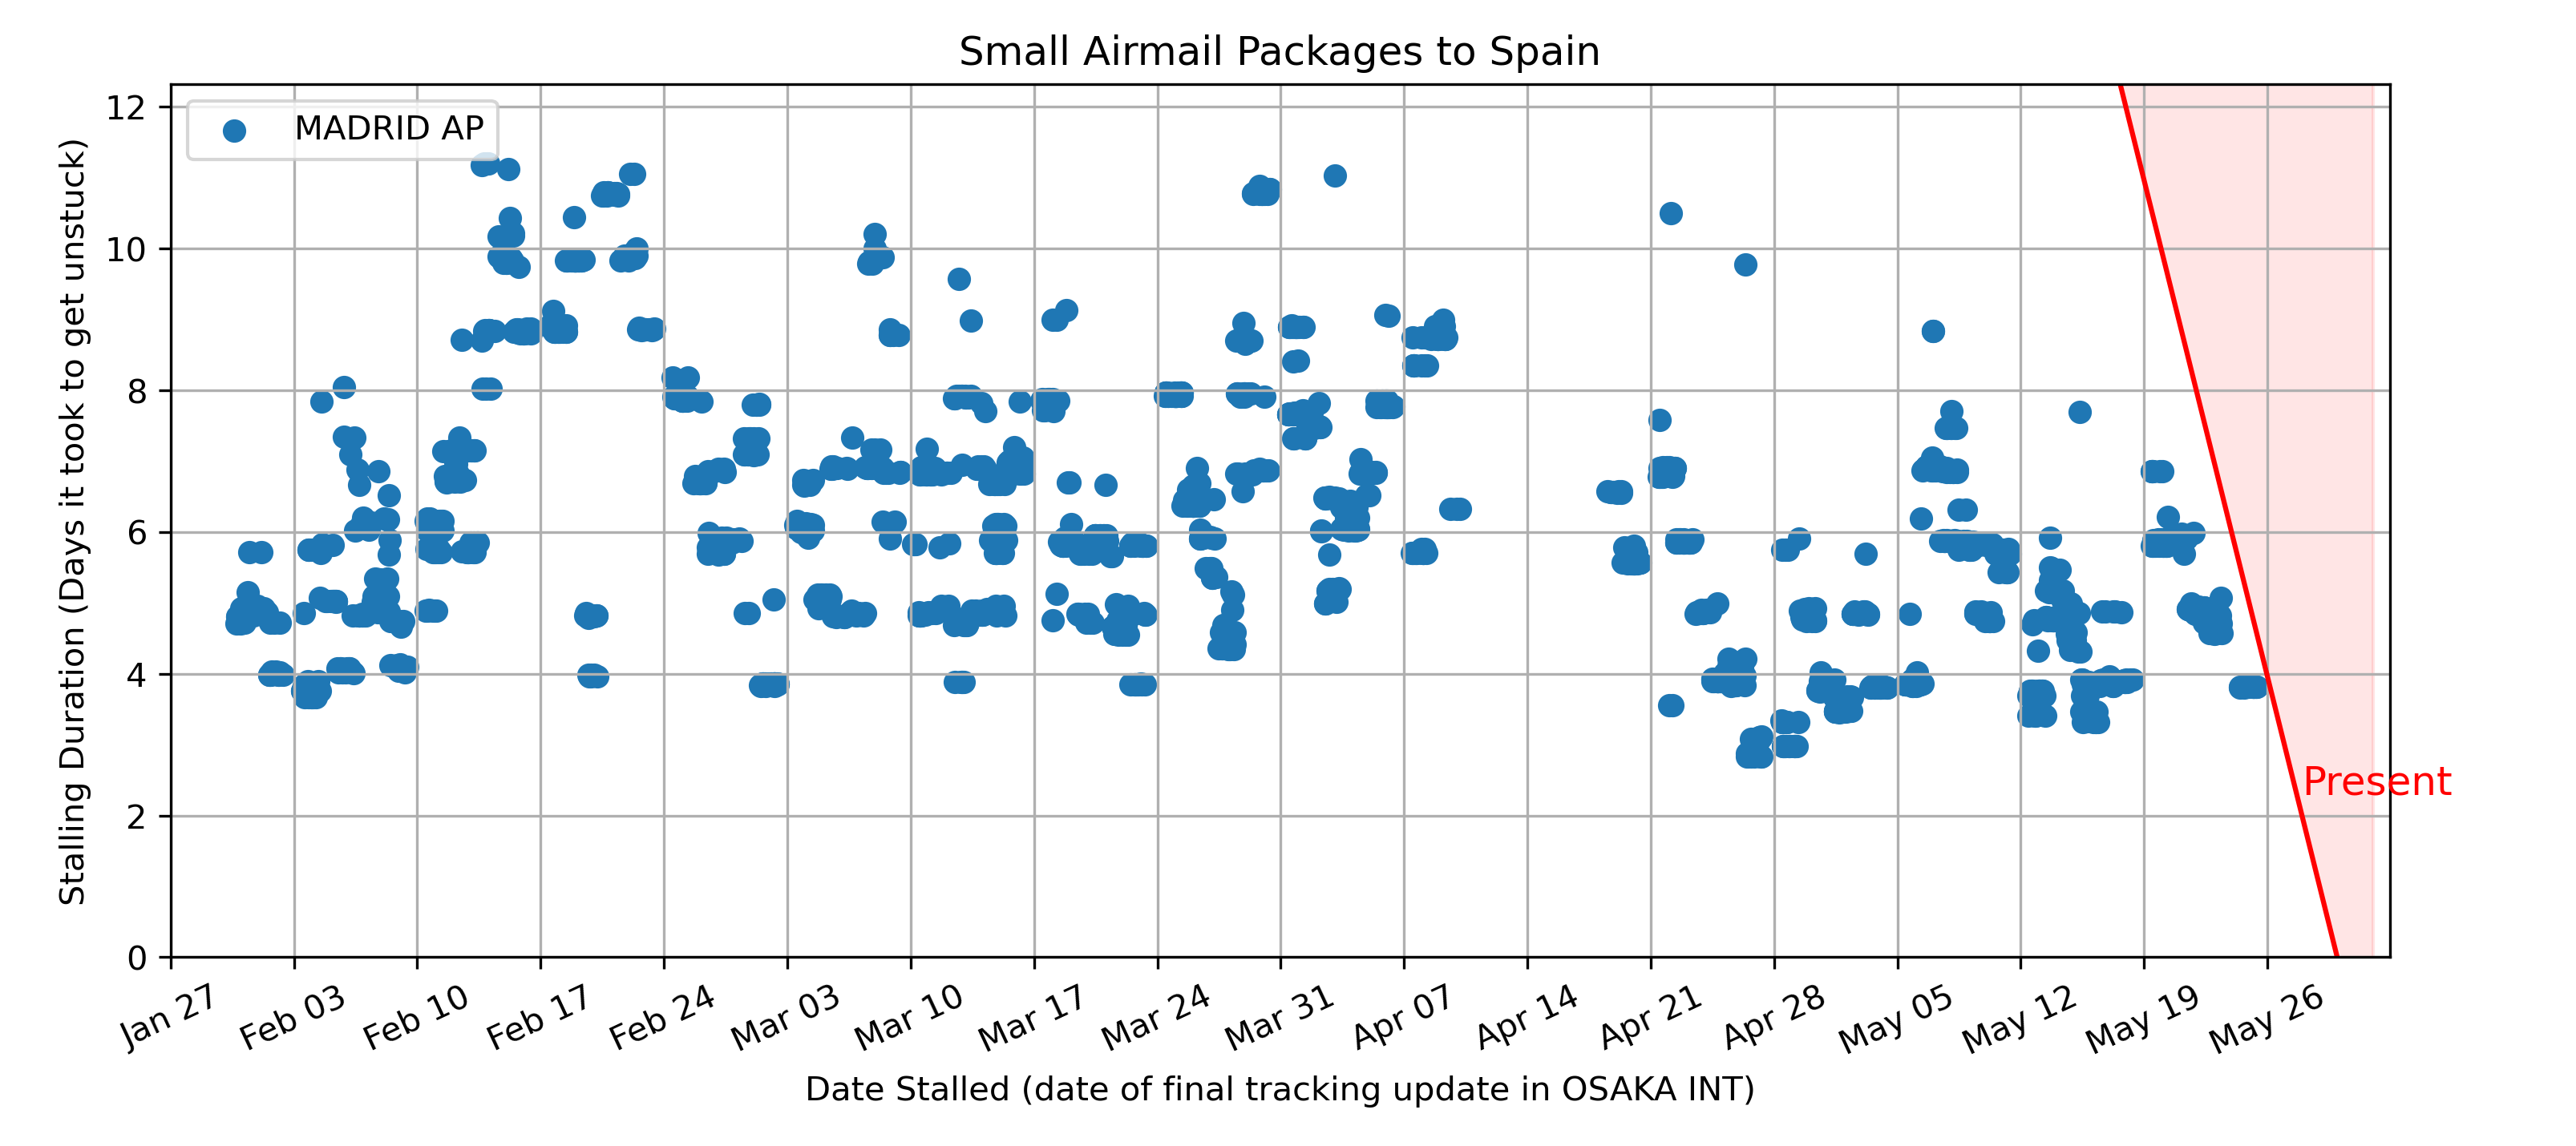 Small Airmail Packages to Spain
MADRID AP
Stalling Duration (Days it took to get unstuck)
12
10
8
6
4
2
0
Present
Jan 27
Feb 03
Feb 10
Feb 17
Feb 24
Mar 03
Mar 10
Mar 17
Mar 24
Mar 31
Apr 07
Apr 14
Apr 21
Apr 28
May 05
May 12
May 19
May 26
Date Stalled (date of final tracking update in OSAKA INT)